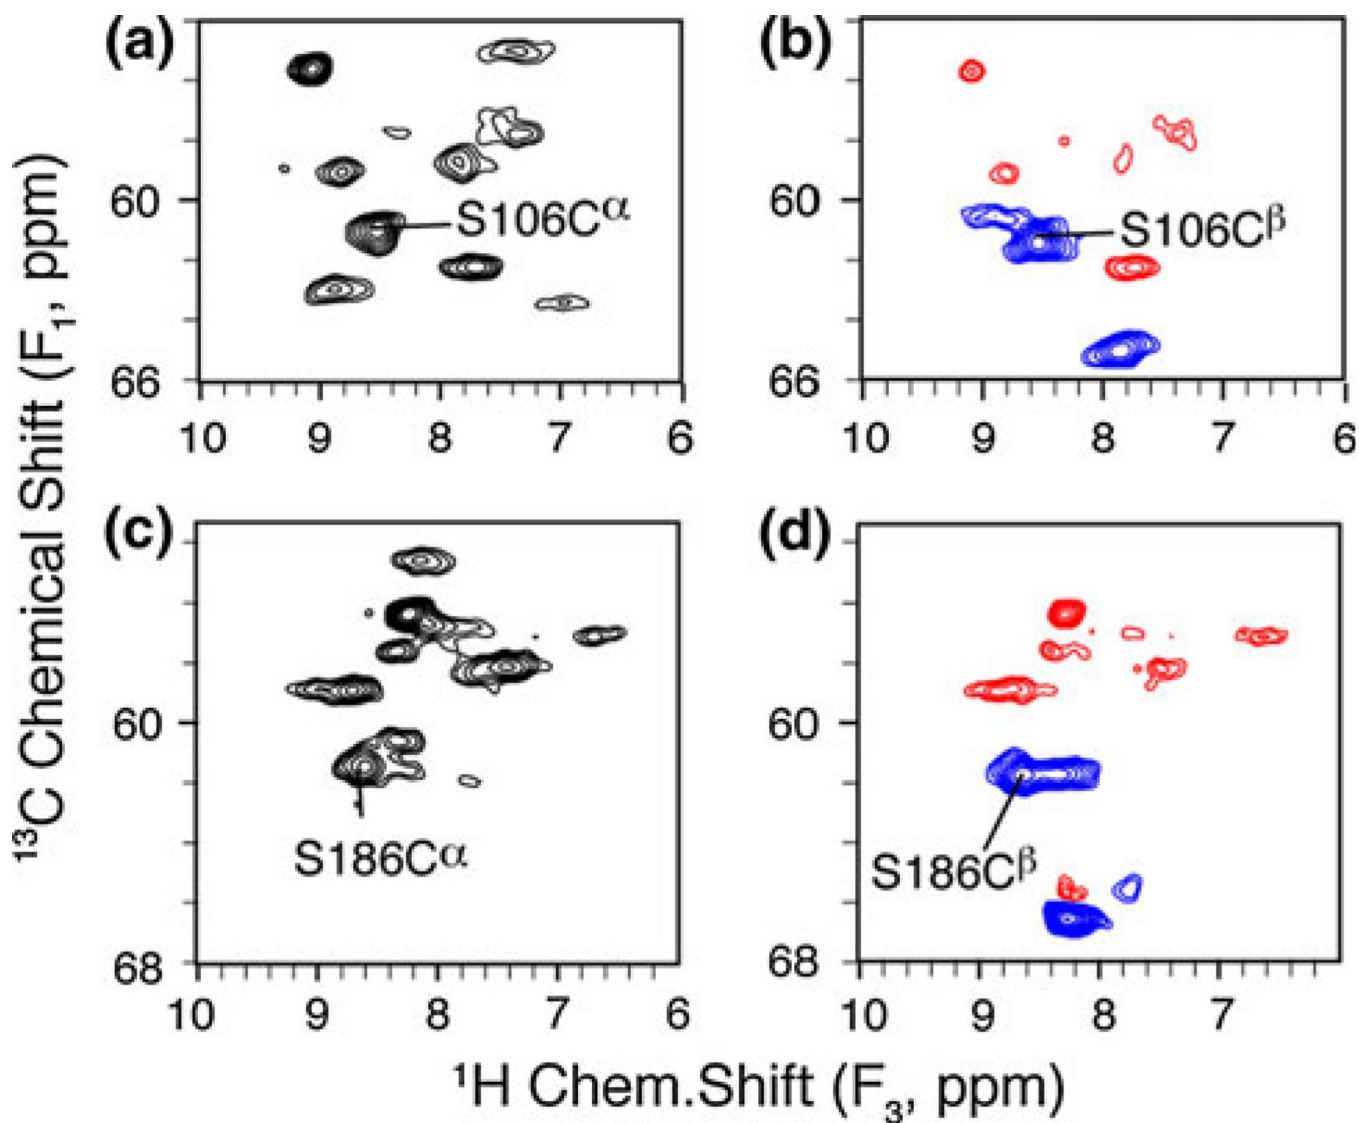 (a)
(b)
S106Cα
S106Cβ
60
66
10 9 8 7 6
60
66
10 9 8 7 6
(c)
(d)
S186Cα
S186Cβ
60
68
10 9 8 7 6
60
68
10 9 8 7
¹³C Chemical Shift (F₁, ppm)
¹H Chem.Shift (F₃, ppm)